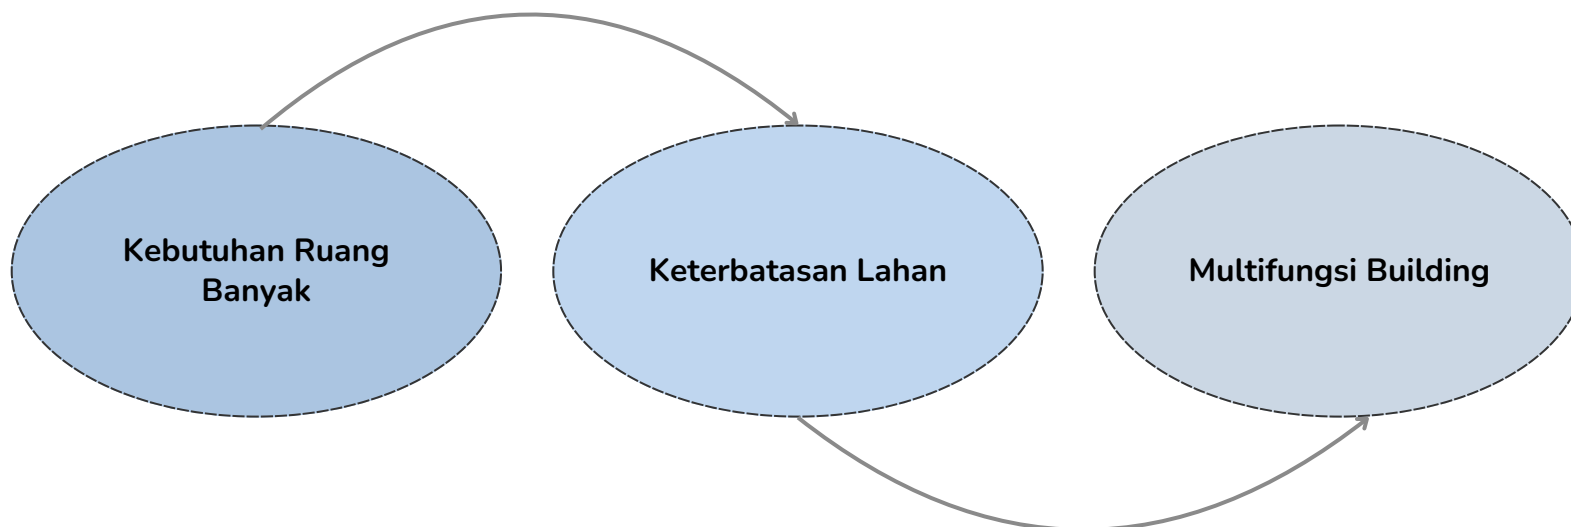 Kebutuhan Ruang
Banyak
Keterbatasan Lahan
Multifungsi Building